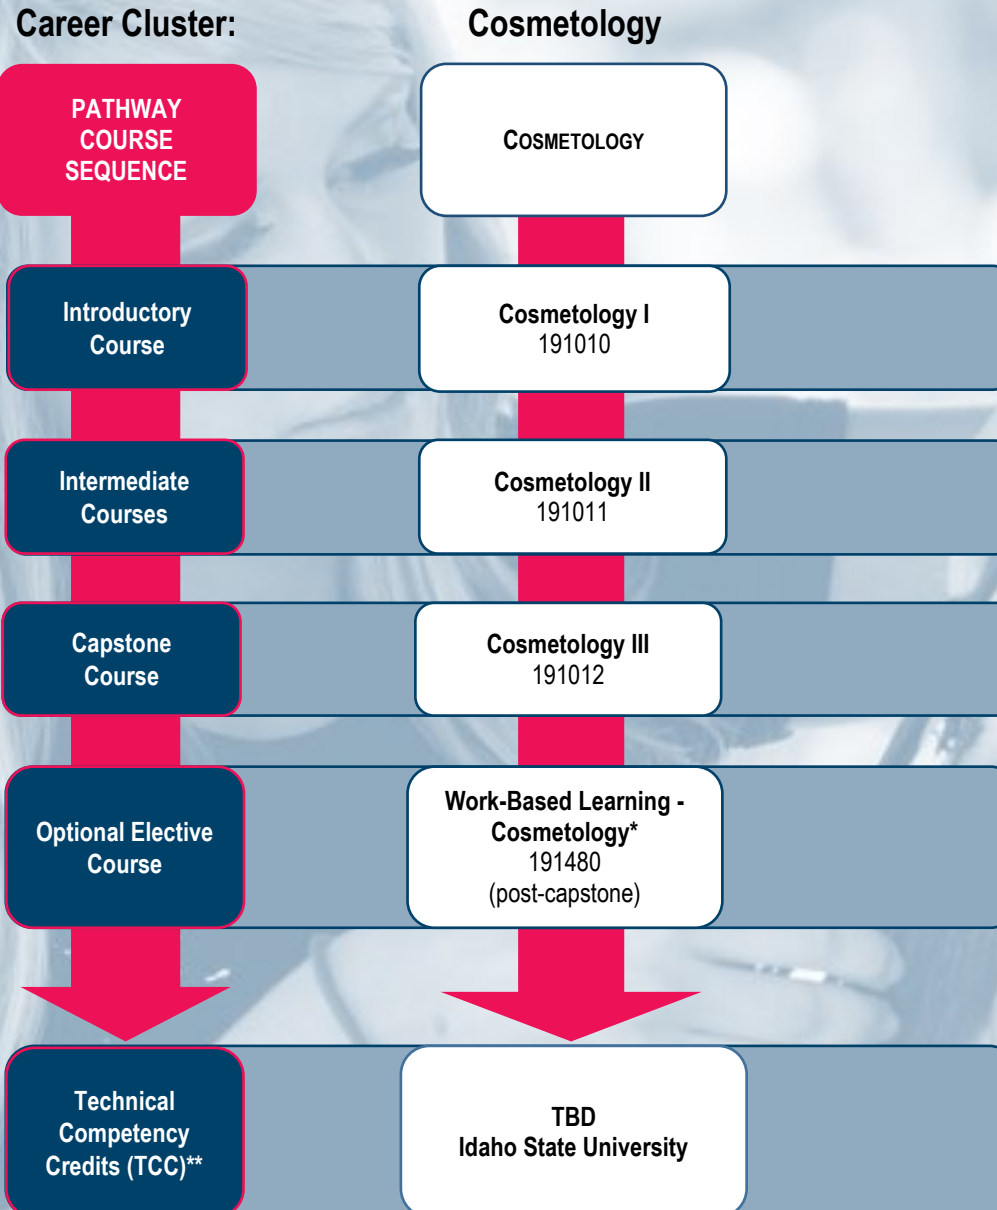 Career Cluster: Cosmetology
PATHWAY
COURSE
SEQUENCE
COSMETOLOGY
Introductory
Course
Cosmetology I
191010
Intermediate
Courses
Cosmetology II
191011
Capstone
Course
Cosmetology III
191012
Optional Elective
Course
Work-Based Learning -
Cosmetology*
191480
(post-capstone)
Technical
Competency
Credits (TCC)**
TBD
Idaho State University